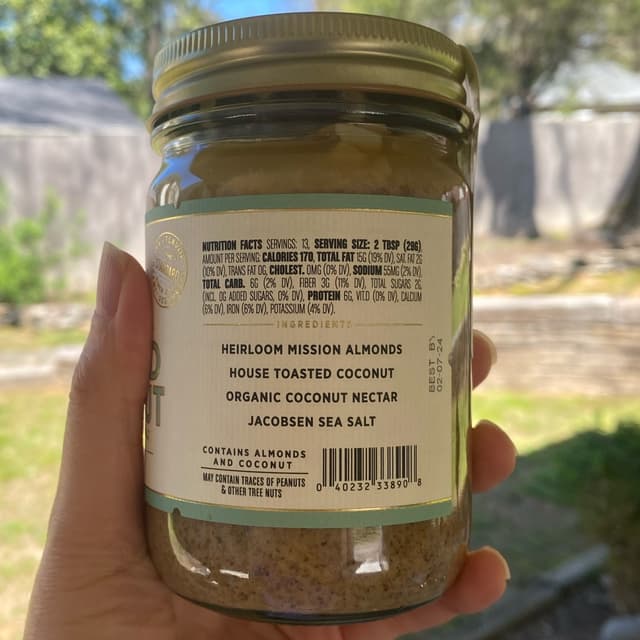 NUTRITION FACTS SERVINGS: 13, SERVING SIZE: 2 TBSP (29G),
AMOUNT PER SERVING: CALORIES 170, TOTAL FAT 15G (19% DV), SAT. FAT 2G
(10% DV), TRANS FAT 0G, CHOLEST. 0MG (0% DV), SODIUM 55MG (2% DV),
TOTAL CARB. 6G (2% DV), FIBER 3G (11% DV), TOTAL SUGARS 2G
(INCL. 0G ADDED SUGARS, 0% DV), PROTEIN 6G, VIT.D (0% DV), CALCIUM
(6% DV), IRON (6% DV), POTASSIUM (4% DV).
INGREDIENTS
HEIRLOOM MISSION ALMONDS
HOUSE TOASTED COCONUT
ORGANIC COCONUT NECTAR
JACOBSEN SEA SALT
CONTAINS ALMONDS
AND COCONUT
MAY CONTAIN TRACES OF PEANUTS
& OTHER TREE NUTS
0 40232 33890 8
BEST BY
02-07-24